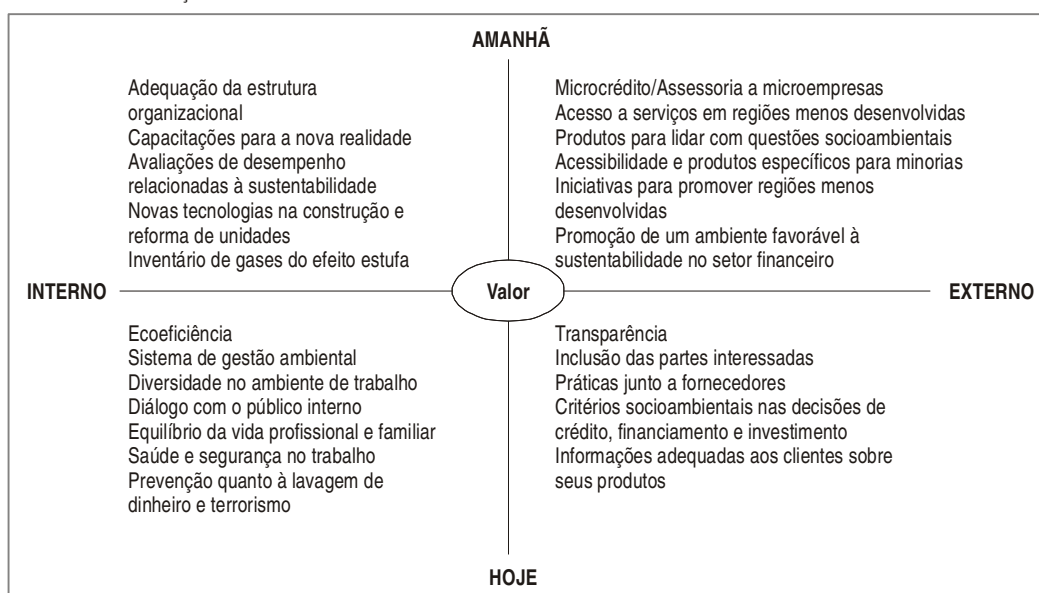 AMANHÃ
Adequação da estrutura
organizacional
Capacitações para a nova realidade
Avaliações de desempenho
relacionadas à sustentabilidade
Novas tecnologias na construção e
reforma de unidades
Inventário de gases do efeito estufa
Microcrédito/Assessoria a microempresas
Acesso a serviços em regiões menos desenvolvidas
Produtos para lidar com questões socioambientais
Acessibilidade e produtos específicos para minorias
Iniciativas para promover regiões menos
desenvolvidas
Promoção de um ambiente favorável à
sustentabilidade no setor financeiro
INTERNO
Valor
EXTERNO
Ecoeficiência
Sistema de gestão ambiental
Diversidade no ambiente de trabalho
Diálogo com o público interno
Equilíbrio da vida profissional e familiar
Saúde e segurança no trabalho
Prevenção quanto à lavagem de
dinheiro e terrorismo
Transparência
Inclusão das partes interessadas
Práticas junto a fornecedores
Critérios socioambientais nas decisões de
crédito, financiamento e investimento
Informações adequadas aos clientes sobre
seus produtos
HOJE